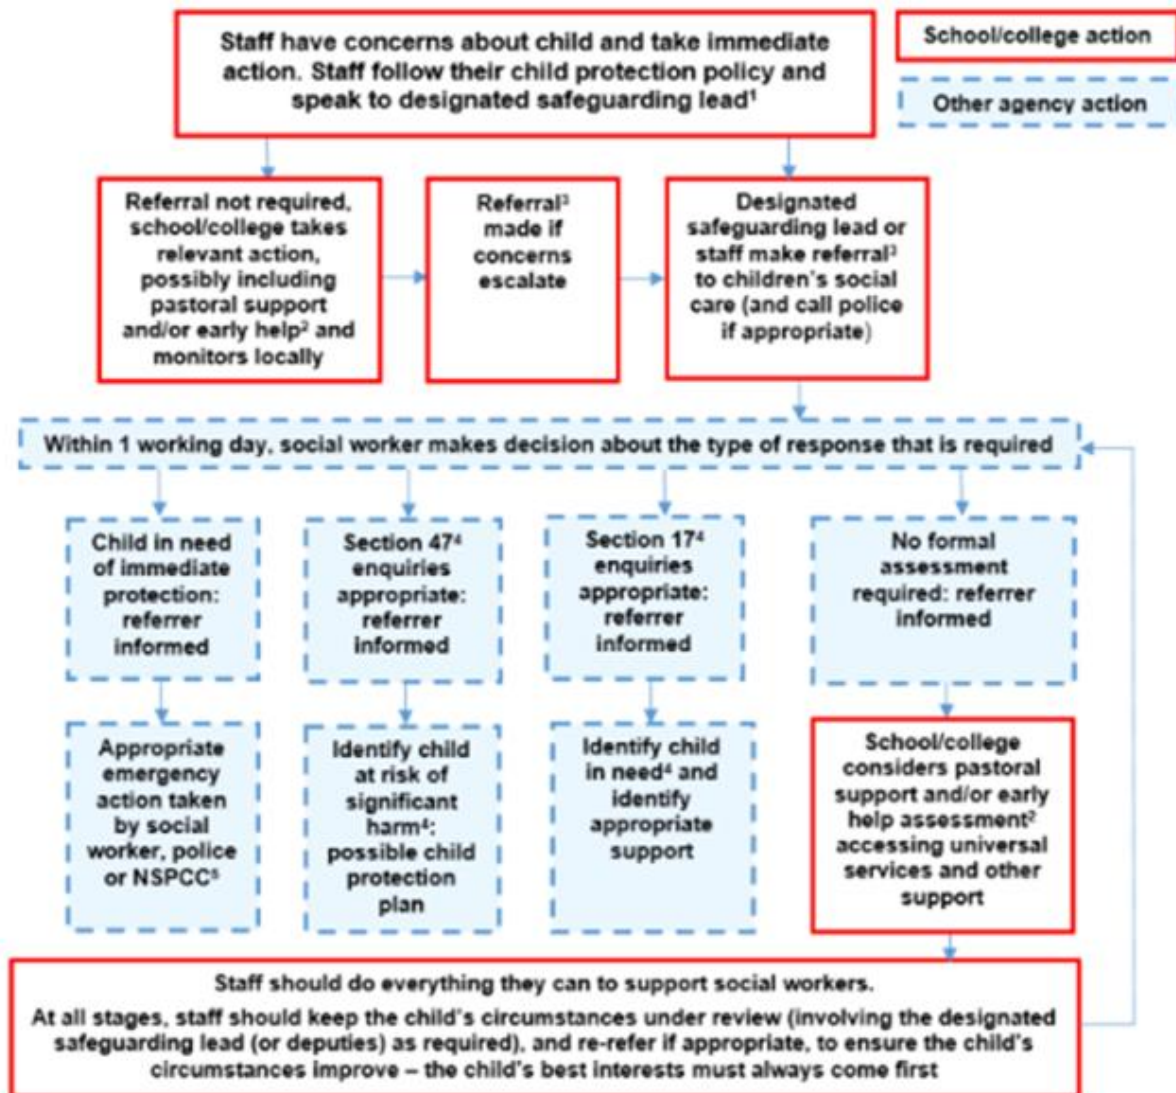 Staff have concerns about child and take immediate
action. Staff follow their child protection policy and
speak to designated safeguarding lead¹
School/college action
Other agency action
Referral not required,
school/college takes
relevant action,
possibly including
pastoral support
and/or early help² and
monitors locally
Referral³
made if
concerns
escalate
Designated
safeguarding lead or
staff make referral³
to children's social
care (and call police
if appropriate)
Within 1 working day, social worker makes decision about the type of response that is required
Child in need
of immediate
protection:
referrer
informed
Section 47⁴
enquiries
appropriate:
referrer
informed
Section 17⁴
enquiries
appropriate:
referrer
informed
No formal
assessment
required: referrer
informed
Appropriate
emergency
action taken
by social
worker, police
or NSPCC⁵
Identify child
at risk of
significant
harm⁴:
possible child
protection
plan
Identify child
in need⁴ and
identify
appropriate
support
School/college
considers pastoral
support and/or early
help assessment²
accessing universal
services and other
support
Staff should do everything they can to support social workers.
At all stages, staff should keep the child's circumstances under review (involving the designated
safeguarding lead (or deputies) as required), and re-refer if appropriate, to ensure the child's
circumstances improve – the child's best interests must always come first